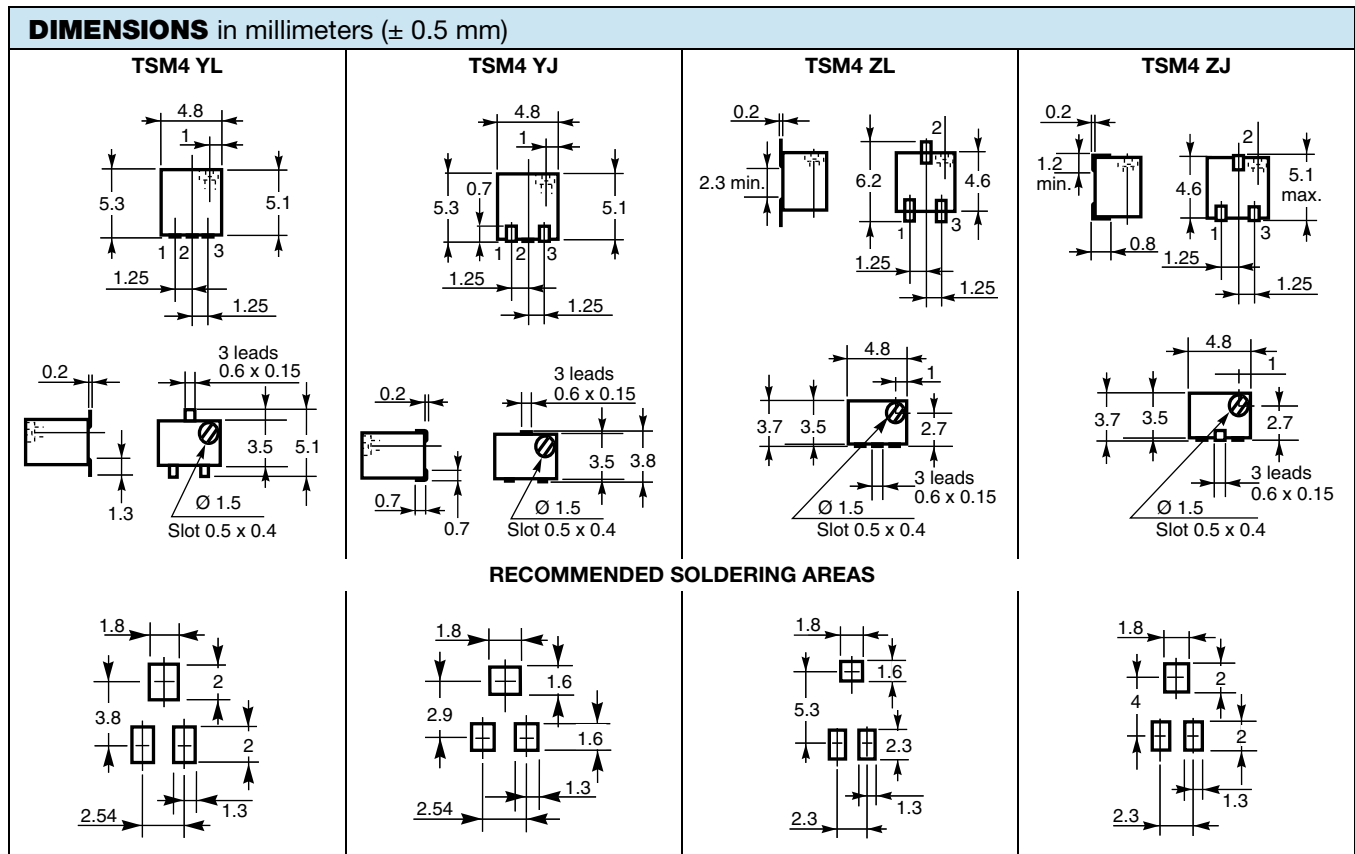 DIMENSIONS in millimeters (± 0.5 mm)
TSM4 YL
4.8
1
5.3
5.1
1 2 3
1.25
1.25
3 leads
0.6 x 0.15
0.2
3.5
5.1
1.3
Ø 1.5
Slot 0.5 x 0.4
TSM4 YJ
4.8
1
0.7
5.3
5.1
1 2 3
1.25
1.25
3 leads
0.6 x 0.15
0.2
3.5
3.8
0.7
0.7
Ø 1.5
Slot 0.5 x 0.4
TSM4 ZL
0.2
2
2.3 min.
6.2
4.6
1
3
1.25
1.25
4.8
1
3.7
3.5
2.7
3 leads
0.6 x 0.15
Ø 1.5
Slot 0.5 x 0.4
TSM4 ZJ
0.2
2
1.2
min.
4.6
5.1
max.
1
3
0.8
1.25
1.25
4.8
1
3.7
3.5
2.7
3 leads
0.6 x 0.15
Ø 1.5
Slot 0.5 x 0.4
RECOMMENDED SOLDERING AREAS
1.8
2
3.8
2
1.3
2.54
1.8
1.6
2.9
1.6
1.3
2.54
1.8
1.6
5.3
2.3
1.3
2.3
1.8
2
4
2
1.3
2.3